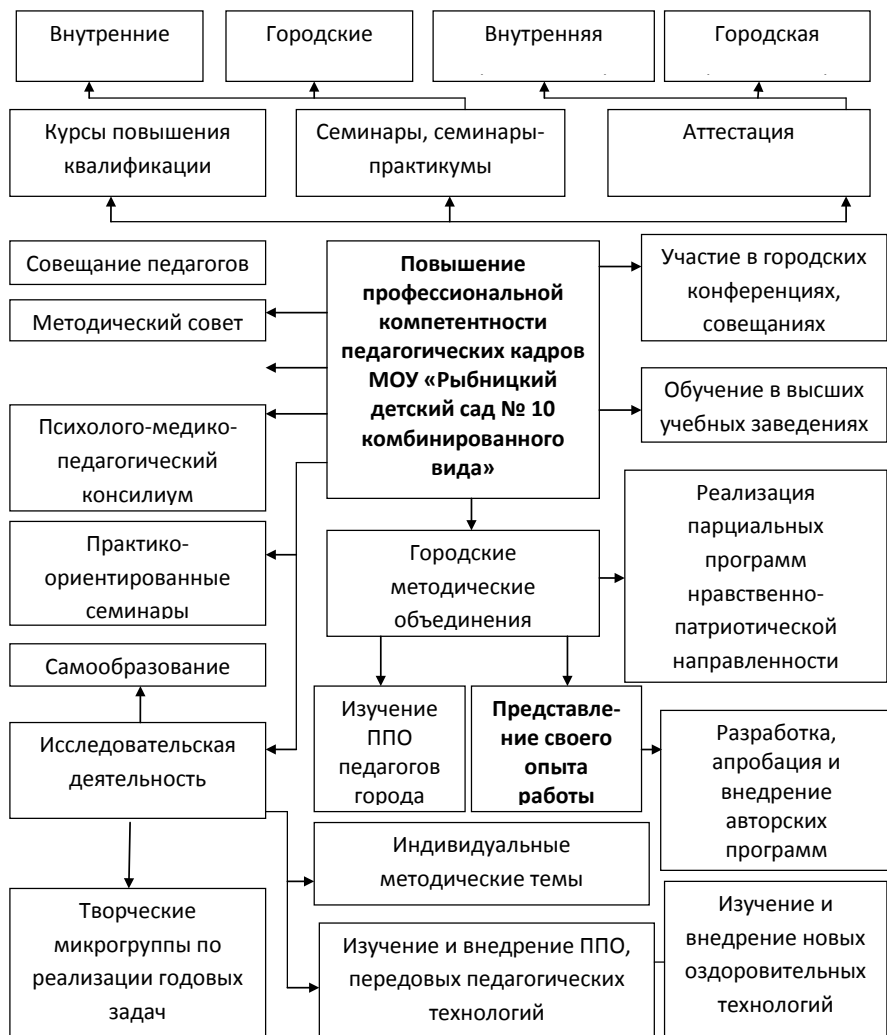 Внутренние
Городские
Внутренняя
Городская
Курсы повышения
квалификации
Семинары, семинары-
практикумы
Аттестация
Совещание педагогов
Методический совет
Психолого-медико-
педагогический
консилиум
Практико-
ориентированные
семинары
Самообразование
Исследовательская
деятельность
Творческие
микрогруппы по
реализации годовых
задач
Повышение
профессиональной
компетентности
педагогических кадров
МОУ «Рыбницкий
детский сад № 10
комбинированного
вида»
Участие в городских
конференциях,
совещаниях
Обучение в высших
учебных заведениях
Городские
методические
объединения
Реализация
парциальных
программ
нравственно-
патриотической
направленности
Изучение
ППО
педагогов
города
Представле-
ние своего
опыта
работы
Разработка,
апробация и
внедрение
авторских
программ
Индивидуальные
методические темы
Изучение и внедрение ППО,
передовых педагогических
технологий
Изучение и
внедрение новых
оздоровительных
технологий